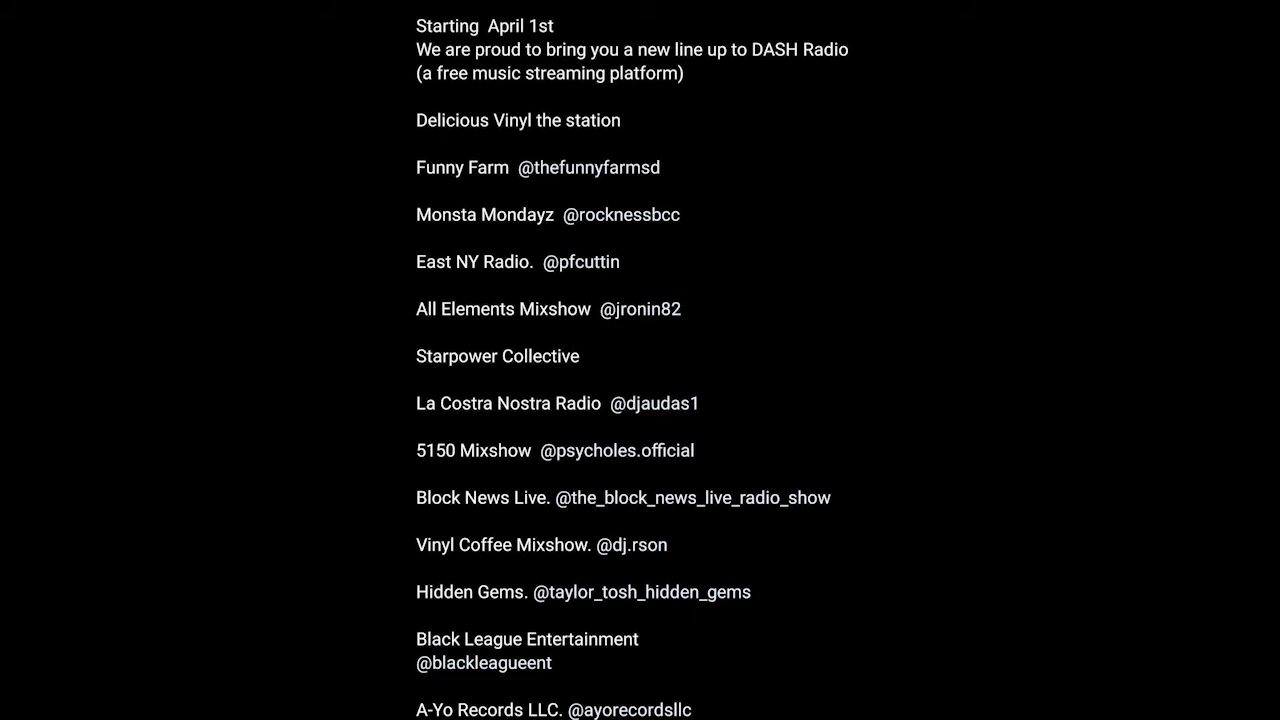 Starting  April 1st
We are proud to bring you a new line up to DASH Radio
(a free music streaming platform)
Delicious Vinyl the station
Funny Farm  @thefunnyfarmsd
Monsta Mondayz  @rocknessbcc
East NY Radio.  @pfcuttin
All Elements Mixshow  @jronin82
Starpower Collective
La Costra Nostra Radio  @djaudas1
5150 Mixshow  @psycholes.official
Block News Live. @the_block_news_live_radio_show
Vinyl Coffee Mixshow. @dj.rson
Hidden Gems. @taylor_tosh_hidden_gems
Black League Entertainment
@blackleagueent
A-Yo Records LLC. @ayorecordsllc